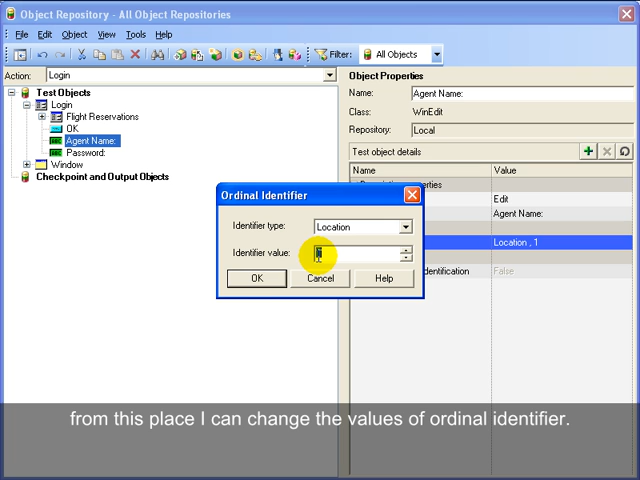 Object Repository - All Object Repositories
File Edit Object View Tools Help
Filter: All Objects
Action: Login
Test Objects
Login
Flight Reservations
OK
Agent Name:
Password:
Window
Checkpoint and Output Objects
Object Properties
Name: Agent Name:
Class: WinEdit
Repository: Local
Test object details
Name Value
Edit
Agent Name:
Location , 1
False
Ordinal Identifier
Identifier type: Location
Identifier value:
OK Cancel Help
from this place I can change the values of ordinal identifier.